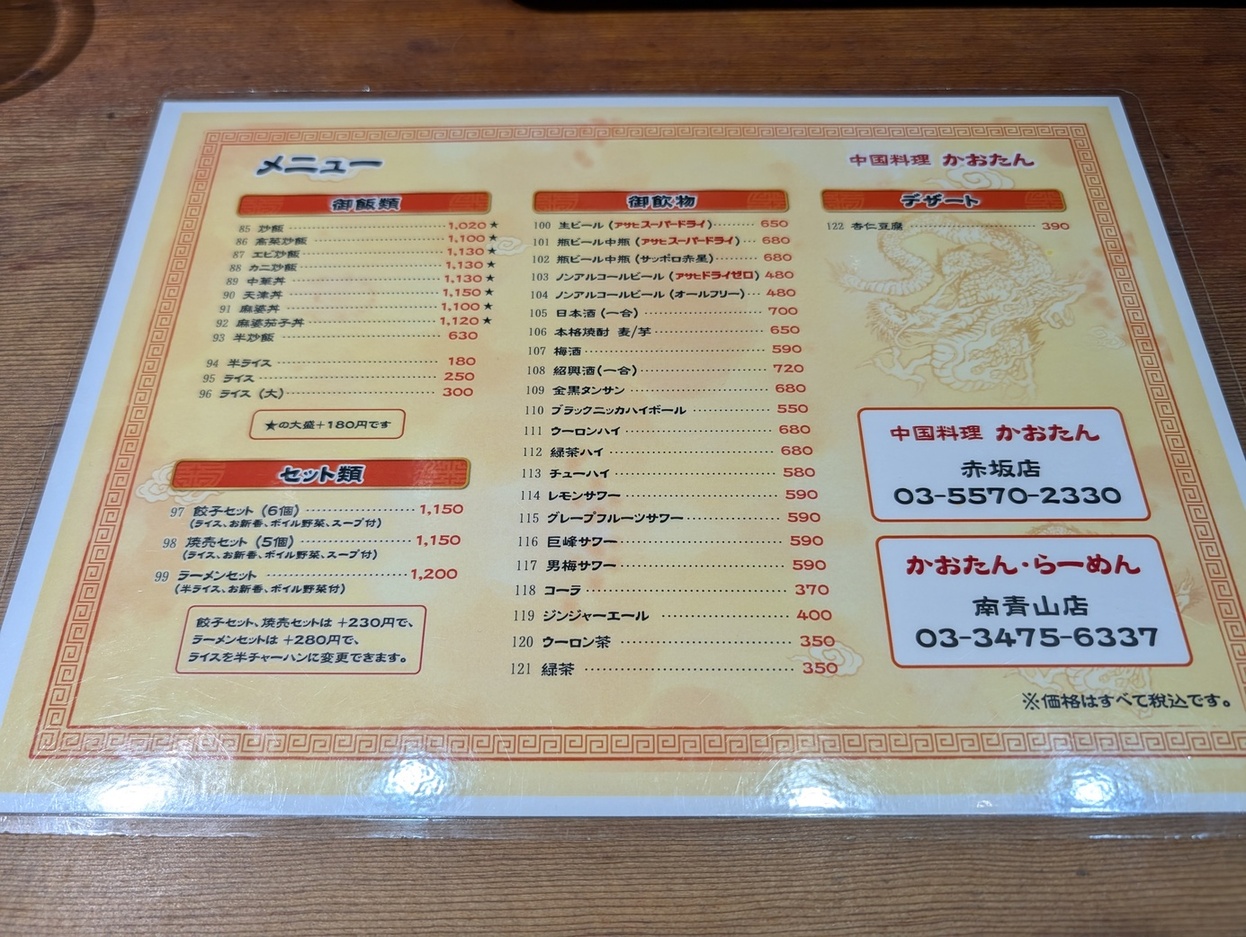 メニュー
中国料理 かおたん
御飯類
85 炒飯 1,020★
86 高菜炒飯 1,100★
87 エビ炒飯 1,130★
88 カニ炒飯 1,130★
89 中華丼 1,130★
90 天津丼 1,150★
91 麻婆丼 1,100★
92 麻婆茄子丼 1,120★
93 半炒飯 630
94 半ライス 180
95 ライス 250
96 ライス (大) 300
★の大盛+180円です
セット類
97 餃子セット (6個) 1,150
(ライス、お新香、ボイル野菜、スープ付)
98 焼売セット (5個) 1,150
(ライス、お新香、ボイル野菜、スープ付)
99 ラーメンセット 1,200
(半ライス、お新香、ボイル野菜付)
餃子セット、焼売セットは +230円で、
ラーメンセットは +280円で、
ライスを半チャーハンに変更できます。
御飲物
100 生ビール (アサヒスーパードライ) 650
101 瓶ビール中瓶 (アサヒスーパードライ) 680
102 瓶ビール中瓶 (サッポロ赤星) 680
103 ノンアルコールビール (アサヒドライゼロ) 480
104 ノンアルコールビール (オールフリー) 480
105 日本酒 (一合) 700
106 本格焼酎 麦/芋 650
107 梅酒 590
108 紹興酒(一合) 720
109 金黒タンサン 680
110 ブラックニッカハイボール 550
111 ウーロンハイ 680
112 緑茶ハイ 680
113 チューハイ 580
114 レモンサワー 590
115 グレープフルーツサワー 590
116 巨峰サワー 590
117 男梅サワー 590
118 コーラ 370
119 ジンジャーエール 400
120 ウーロン茶 350
121 緑茶 350
デザート
122 杏仁豆腐 390
中国料理 かおたん
赤坂店
03-5570-2330
かおたん・らーめん
南青山店
03-3475-6337
※価格はすべて税込です。